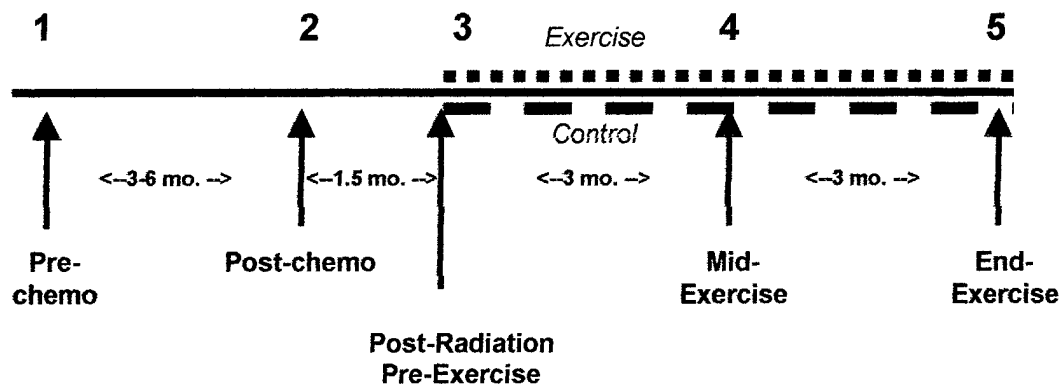 1 2 3 4 5
Exercise
Control
<--3-6 mo. --> <--1.5 mo. --> <--3 mo. --> <--3 mo. -->
Pre- Post-chemo Mid- End-
chemo Exercise Exercise
Post-Radiation
Pre-Exercise